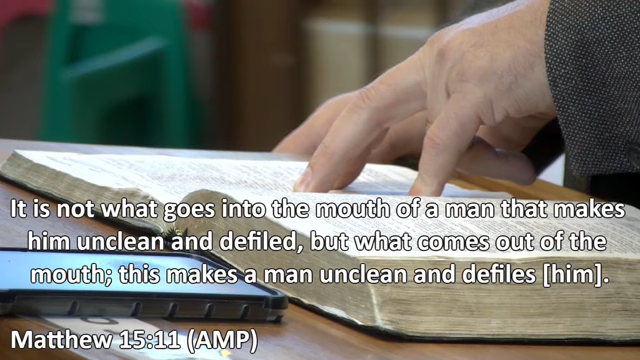 It is not what goes into the mouth of a man that makes
him unclean and defiled, but what comes out of the
mouth; this makes a man unclean and defiles [him].
Matthew 15:11 (AMP)